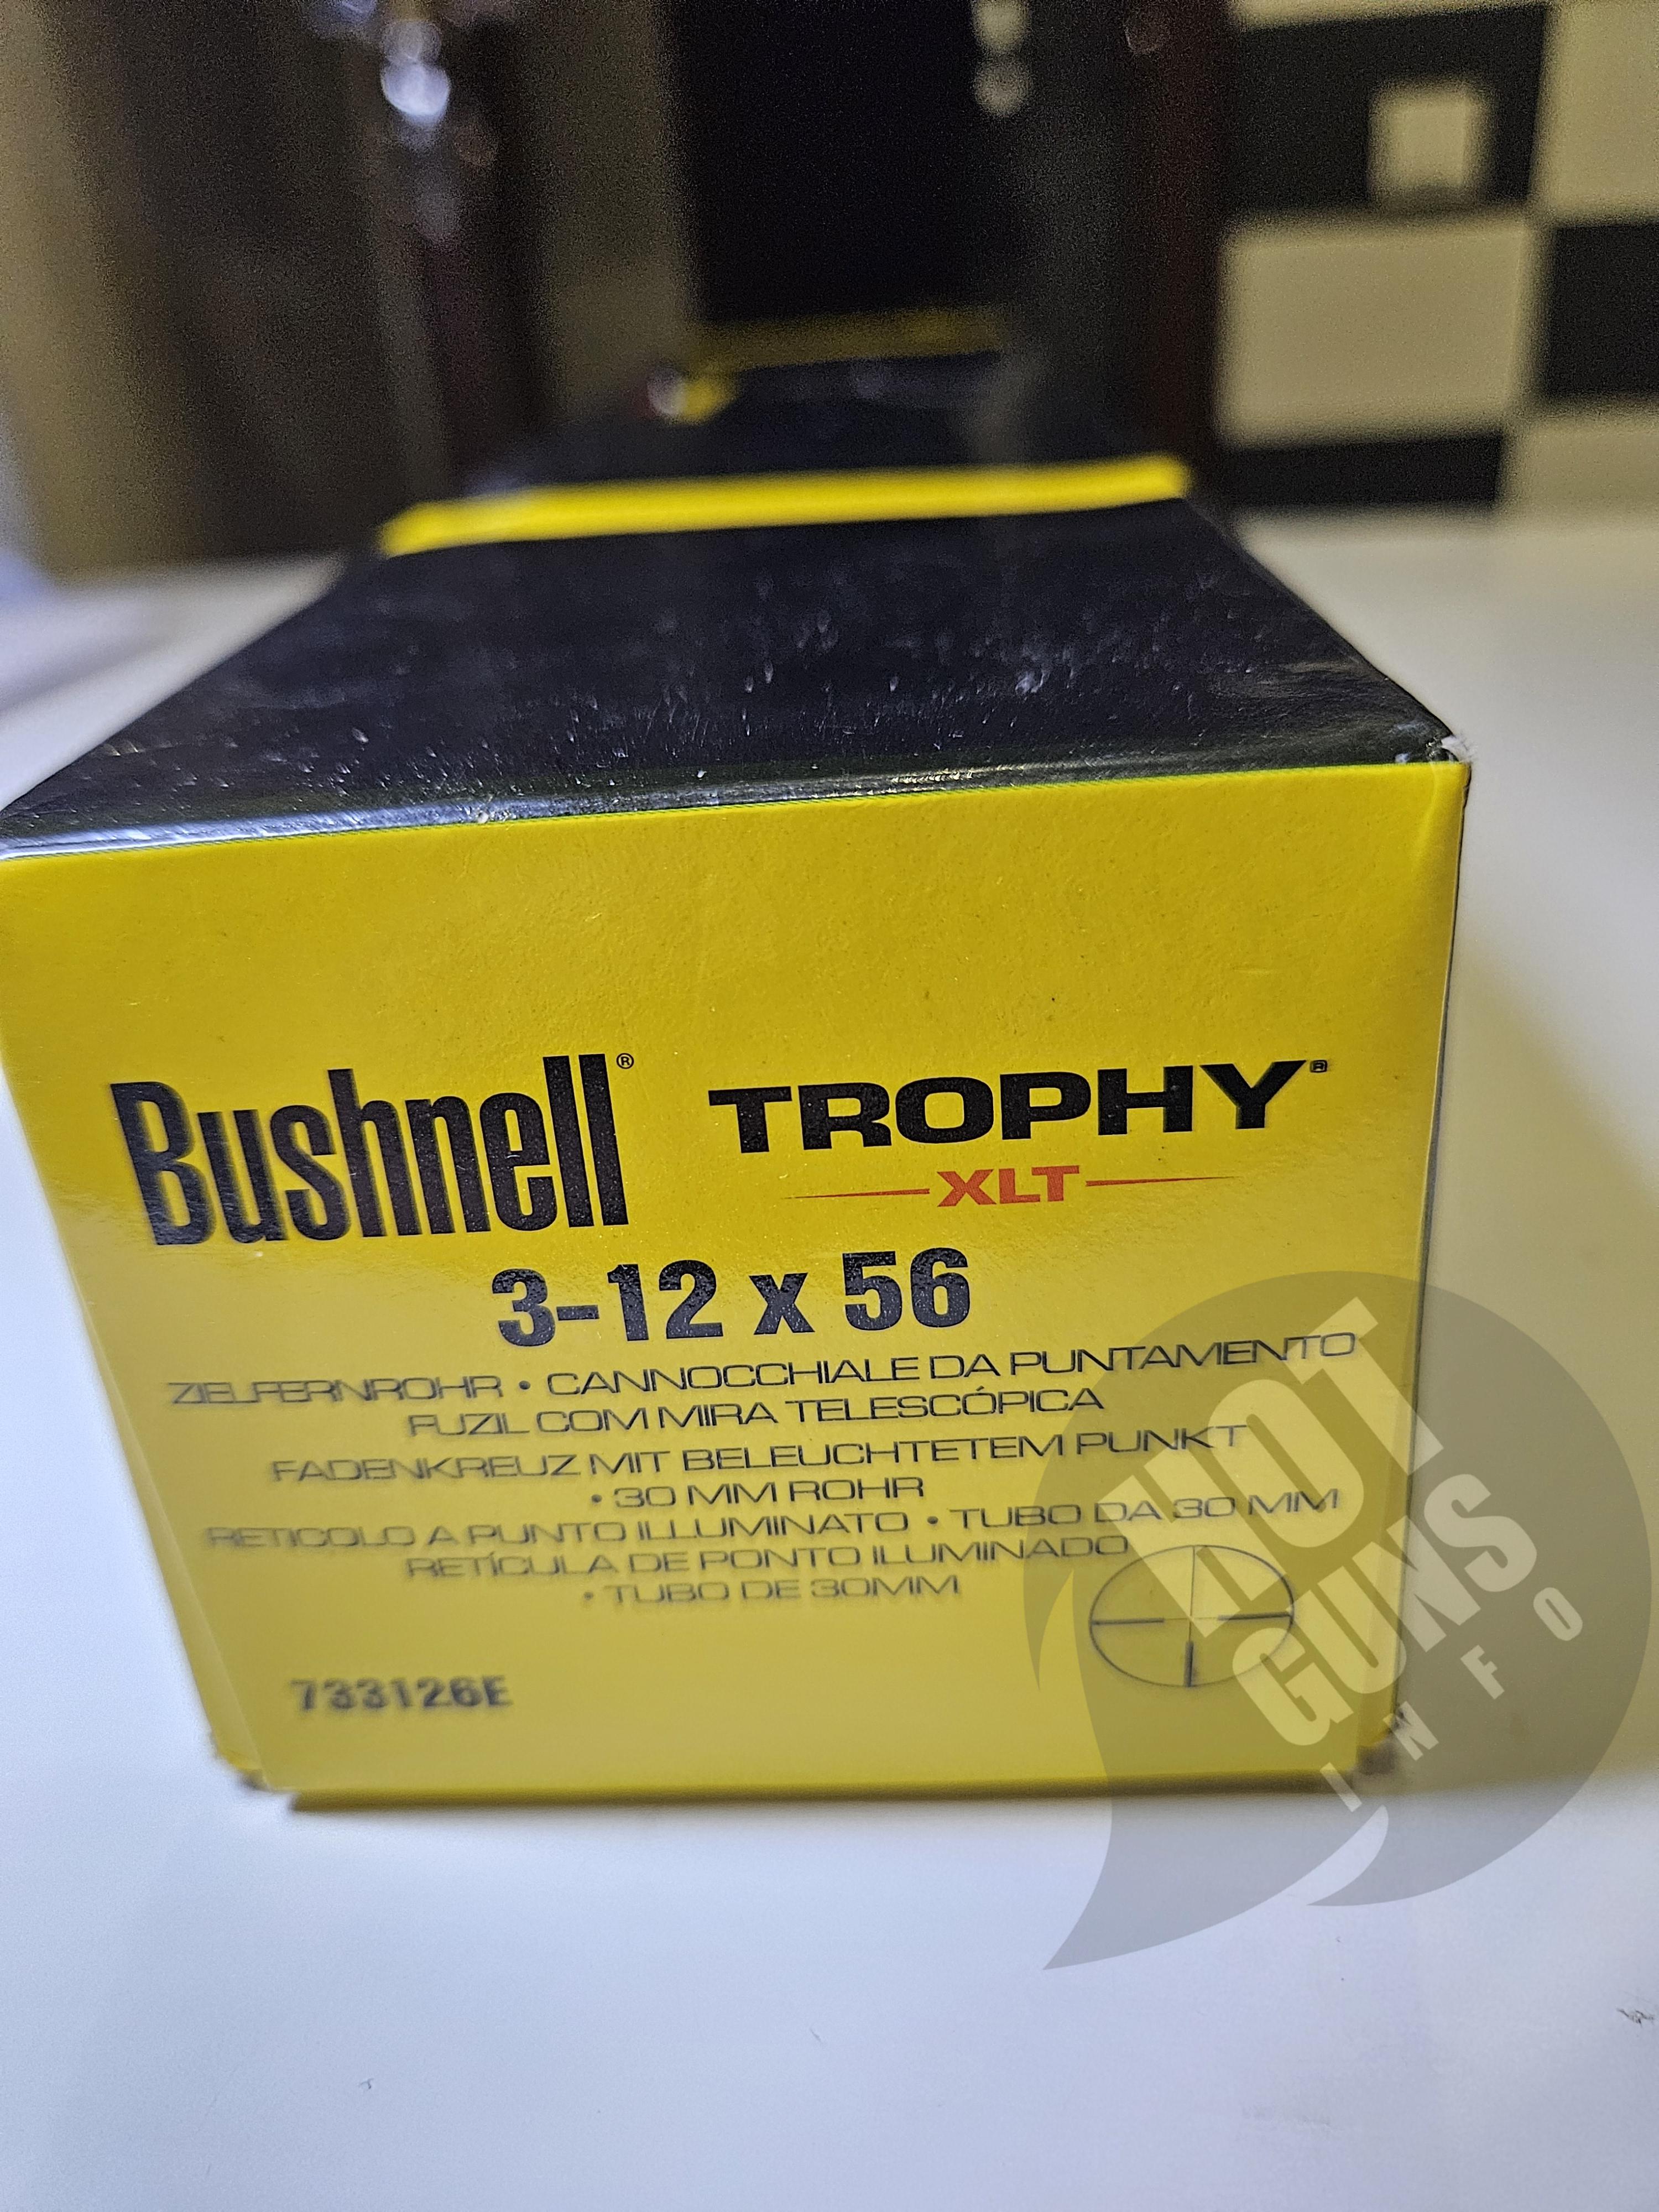 Bushnell® TROPHY®
XLT
3-12 x 56
ZIELFERNROHR • CANNOCCHIALE DA PUNTAMENTO
FUZIL COM MIRA TELESCÓPICA
FADENKREUZ MIT BELEUCHTETEM PUNKT
• 30 MM ROHR
RETICOLO A PUNTO ILLUMINATO • TUBO DA 30 MM
RETÍCULA DE PONTO ILUMINADO
• TUBO DE 30MM
733126E
HOT
GUNS
INFO